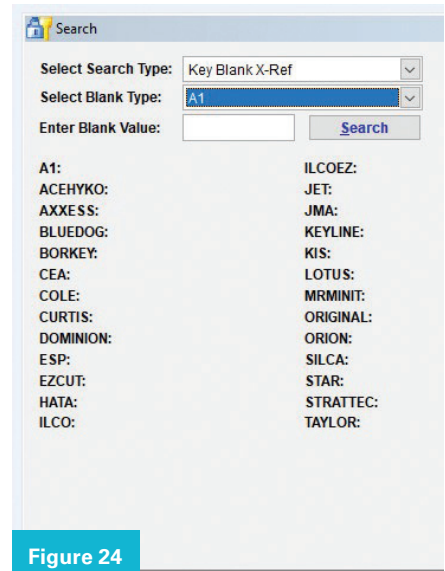 Search
Select Search Type: Key Blank X-Ref
Select Blank Type: A1
Enter Blank Value: Search
A1:
ACEHYKO:
AXXESS:
BLUEDOG:
BORKEY:
CEA:
COLE:
CURTIS:
DOMINION:
ESP:
EZCUT:
HATA:
ILCO:
ILCOEZ:
JET:
JMA:
KEYLINE:
KIS:
LOTUS:
MRMINIT:
ORIGINAL:
ORION:
SILCA:
STAR:
STRATTEC:
TAYLOR:
Figure 24